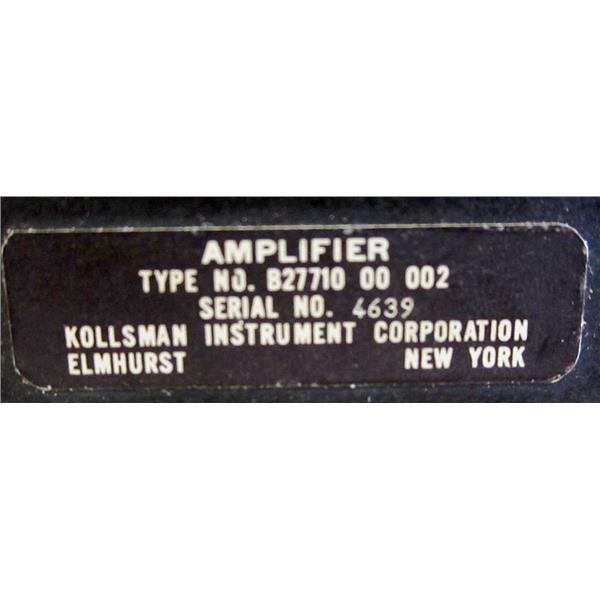 AMPLIFIER
TYPE NO. B27710 00 002
SERIAL NO. 4639
KOLLSMAN INSTRUMENT CORPORATION
ELMHURST NEW YORK